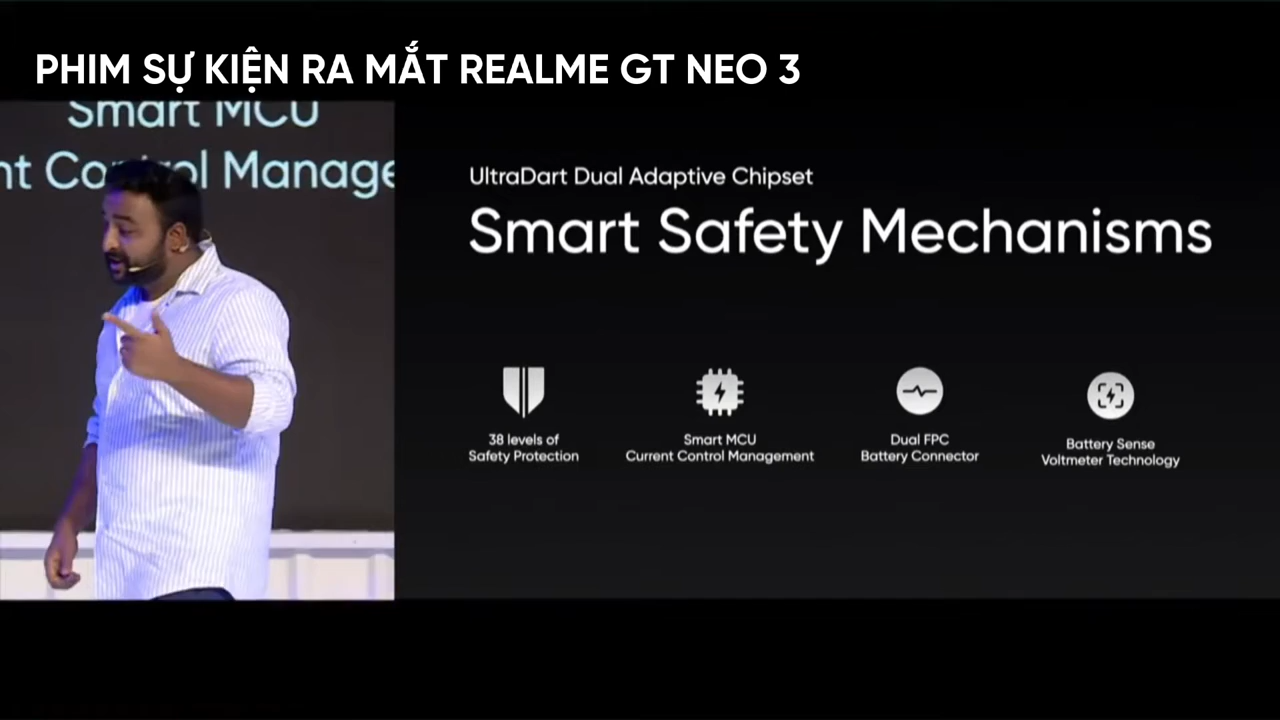 PHIM SỰ KIỆN RA MẮT REALME GT NEO 3
Smart MCU
nt Control Manage
UltraDart Dual Adaptive Chipset
Smart Safety Mechanisms
38 levels of
Safety Protection
Smart MCU
Current Control Management
Dual FPC
Battery Connector
Battery Sense
Voltmeter Technology